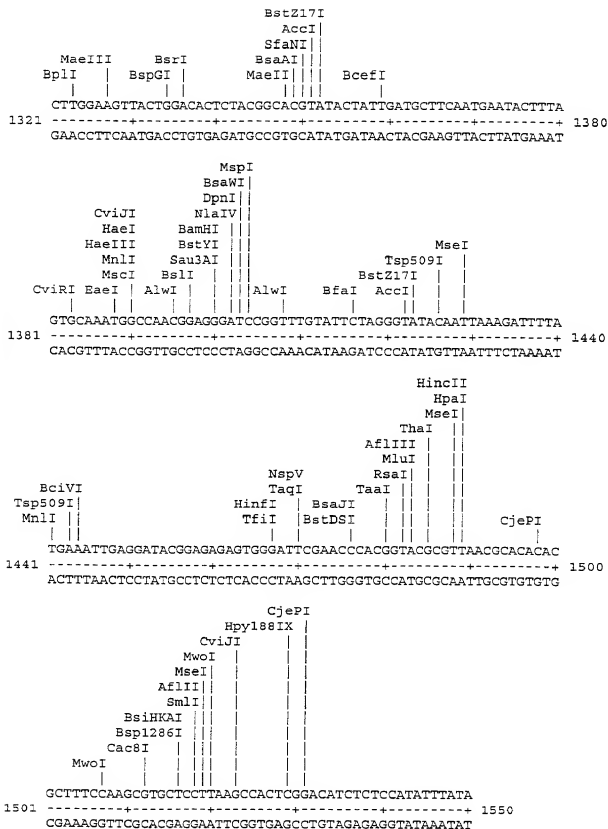 BstZ17I
AccI
SfaNI
MaeIII BsrI BsaAI
BplI BspGI MaeII BcefI
CTTGGAAGTTACTGGACACTCTACGGCACGTATACTATTGATGCTTCAATGAATACTTTA
1321 ---------+---------+---------+---------+---------+---------+ 1380
GAACCTTCAATGACCTGTGAGATGCCGTGCATATGATAACTACGAAGTTACTTATGAAAT
MspI
BsaWI
DpnI
CviJI NlaIV
HaeI BamHI
HaeIII BstYI MseI
MnlI Sau3AI Tsp509I
MscI BslI BstZ17I
CviRI EaeI AlwI AlwI BfaI AccI
GTGCAAATGGCCAACGGAGGGATCCGGTTTGTATTCTAGGGTATACAATTAAAGATTTTA
1381 ---------+---------+---------+---------+---------+---------+ 1440
CACGTTTACCGGTTGCCTCCCTAGGCCAAACATAAGATCCCATATGTTAATTTCTAAAAT
HincII
HpaI
MseI
ThaI
AflIII
NspV MluI
BciVI TaqI RsaI
Tsp509I HinfI BsaJI TaaI
MnlI TfiI BstDSI CjePI
TGAAATTGAGGATACGGAGAGAGTGGGATTCGAACCCACGGTACGCGTTAACGCACACAC
1441 ---------+---------+---------+---------+---------+---------+ 1500
ACTTTAACTCCTATGCCTCTCTCACCCTAAGCTTGGGTGCCATGCGCAATTGCGTGTGTG
CjePI
Hpy188IX
CviJI
MwoI
MseI
AflII
SmlI
BsiHKAI
Bsp1286I
Cac8I
MwoI
GCTTTCCAAGCGTGCTCCTTAAGCCACTCGGACATCTCTCCATATTTATA
1501 ---------+---------+---------+---------+---------+ 1550
CGAAAGGTTCGCACGAGGAATTCGGTGAGCCTGTAGAGAGGTATAAATAT